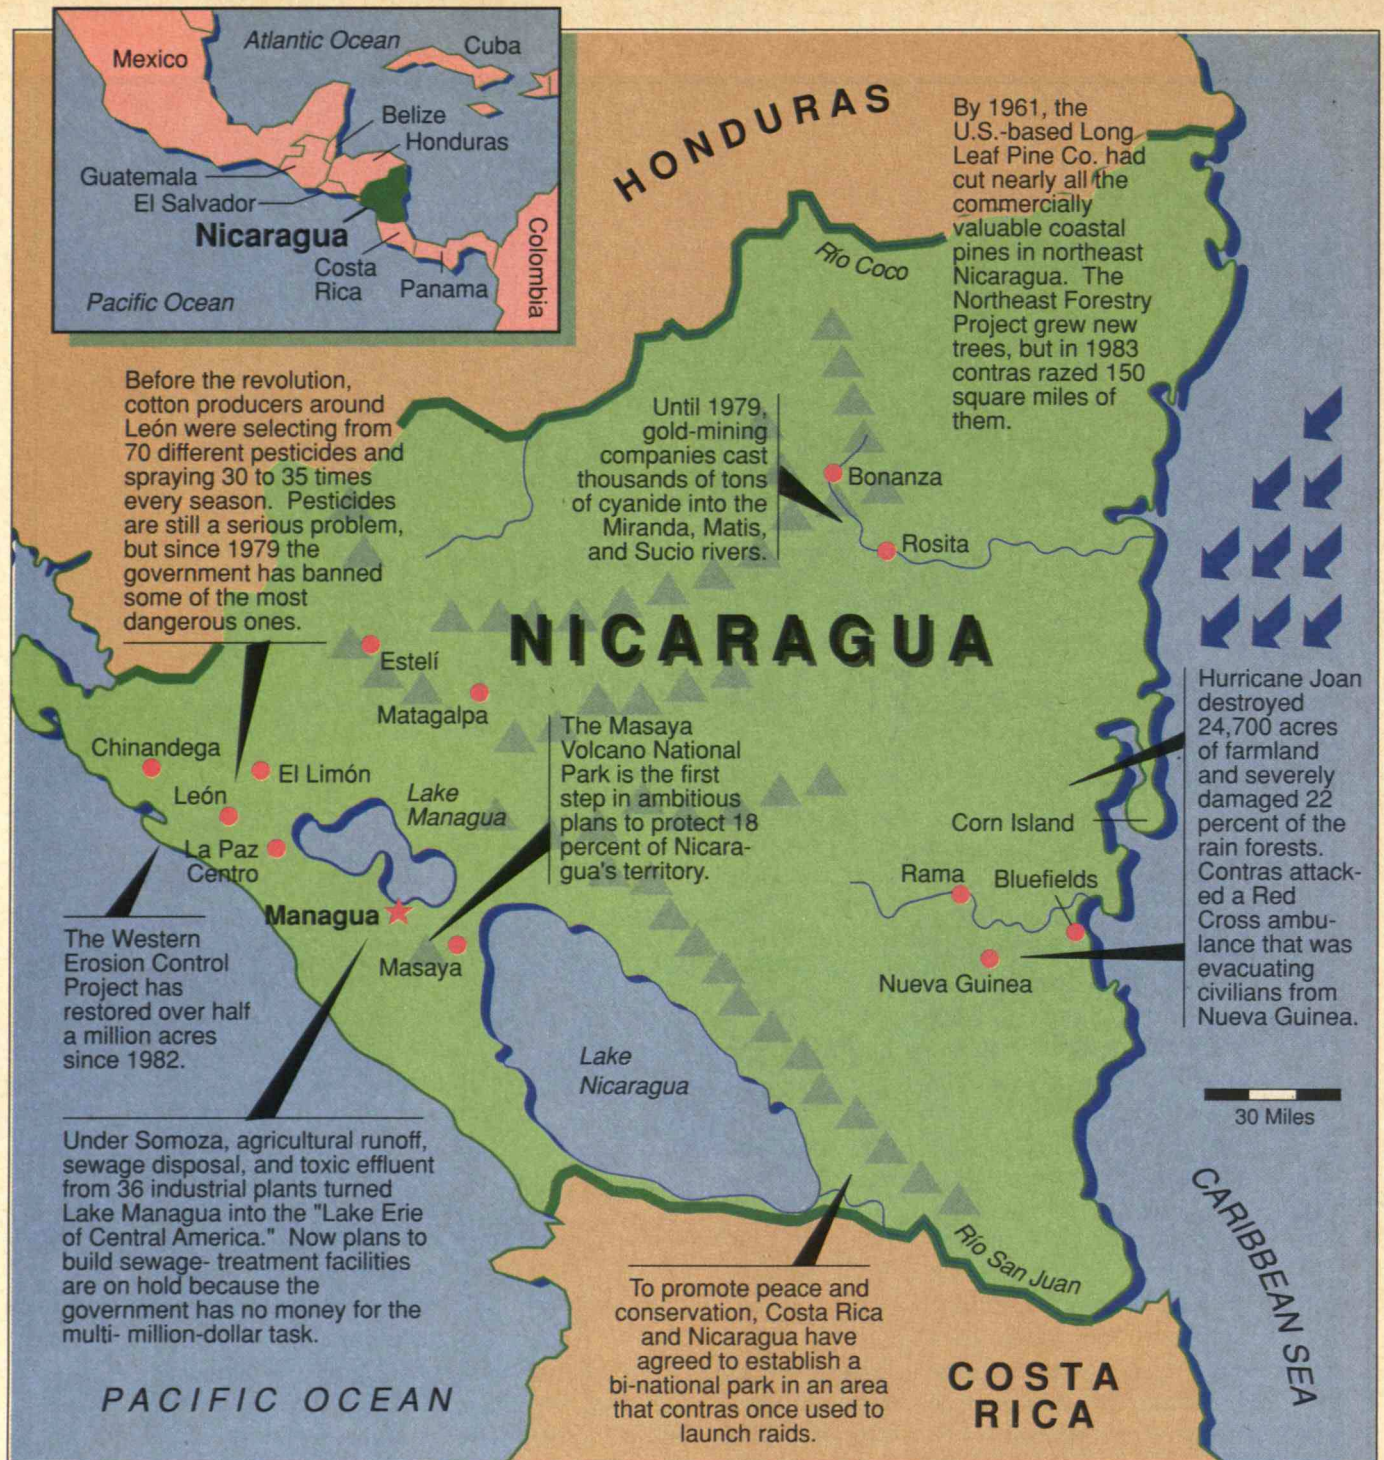 Mexico
Atlantic Ocean
Cuba
Belize
Honduras
Guatemala
El Salvador
Nicaragua
Costa
Rica
Panama
Colombia
Pacific Ocean
HONDURAS
By 1961, the
U.S.-based Long
Leaf Pine Co. had
cut nearly all the
commercially
valuable coastal
pines in northeast
Nicaragua. The
Northeast Forestry
Project grew new
trees, but in 1983
contras razed 150
square miles of
them.
Río Coco
Before the revolution,
cotton producers around
León were selecting from
70 different pesticides and
spraying 30 to 35 times
every season. Pesticides
are still a serious problem,
but since 1979 the
government has banned
some of the most
dangerous ones.
Until 1979,
gold-mining
companies cast
thousands of tons
of cyanide into the
Miranda, Matis,
and Sucio rivers.
Bonanza
Rosita
NICARAGUA
Estelí
Matagalpa
Chinandega
El Limón
León
La Paz
Centro
Lake
Managua
The Masaya
Volcano National
Park is the first
step in ambitious
plans to protect 18
percent of Nicara-
gua's territory.
Hurricane Joan
destroyed
24,700 acres
of farmland
and severely
damaged 22
percent of the
rain forests.
Contras attack-
ed a Red
Cross ambu-
lance that was
evacuating
civilians from
Nueva Guinea.
Corn Island
Rama
Bluefields
Nueva Guinea
Managua
Masaya
The Western
Erosion Control
Project has
restored over half
a million acres
since 1982.
Lake
Nicaragua
30 Miles
Under Somoza, agricultural runoff,
sewage disposal, and toxic effluent
from 36 industrial plants turned
Lake Managua into the "Lake Erie
of Central America." Now plans to
build sewage- treatment facilities
are on hold because the
government has no money for the
multi- million-dollar task.
Río San Juan
To promote peace and
conservation, Costa Rica
and Nicaragua have
agreed to establish a
bi-national park in an area
that contras once used to
launch raids.
CARIBBEAN SEA
PACIFIC OCEAN
COSTA
RICA